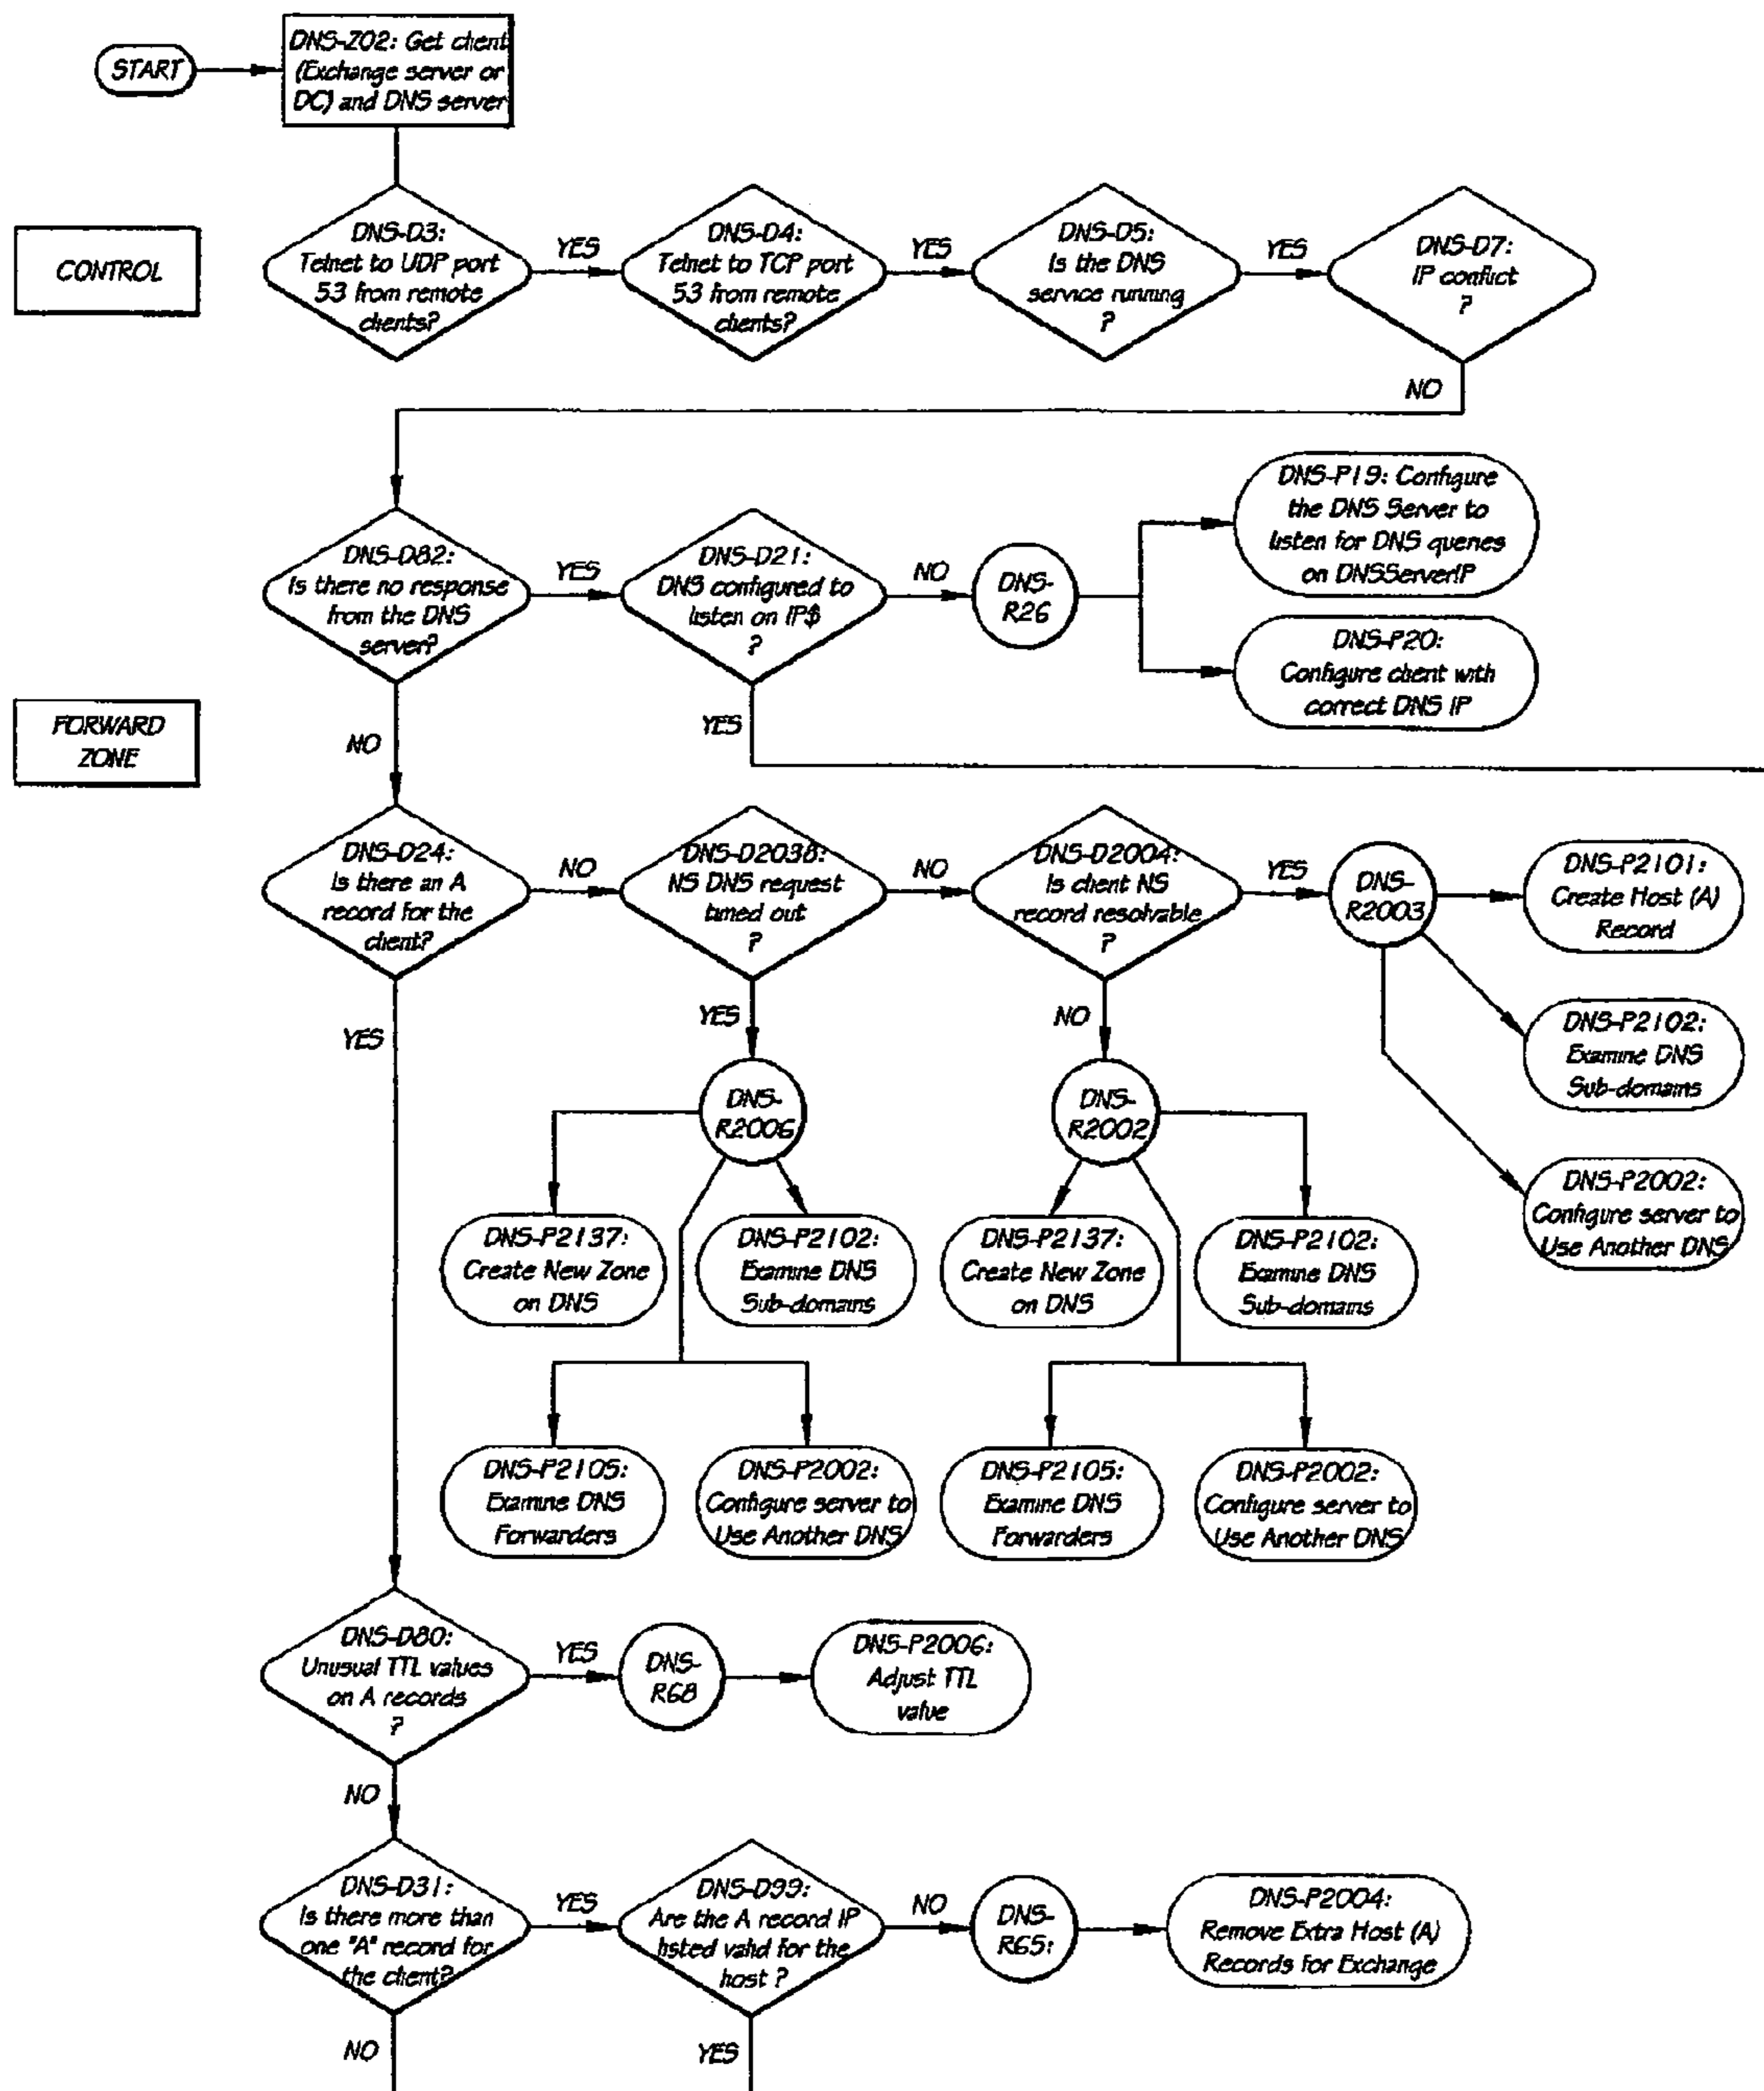 START
DNS-Z02: Get client
(Exchange server or
DC) and DNS server
CONTROL
DNS-D3:
Telnet to UDP port
53 from remote
clients?
YES
DNS-D4:
Telnet to TCP port
53 from remote
clients?
YES
DNS-D5:
Is the DNS
service running
?
YES
DNS-D7:
IP conflict
?
NO
DNS-D82:
Is there no response
from the DNS
server?
YES
DNS-D21:
DNS configured to
listen on IP$
?
NO
DNS-
R26
DNS-P19: Configure
the DNS Server to
listen for DNS queries
on DNSServerIP
DNS-P20:
Configure client with
correct DNS IP
FORWARD
ZONE
NO
YES
DNS-D24:
Is there an A
record for the
client?
NO
DNS-D2038:
NS DNS request
timed out
?
NO
DNS-D2004:
Is client NS
record resolvable
?
YES
DNS-
R2003
DNS-P2101:
Create Host (A)
Record
DNS-P2102:
Examine DNS
Sub-domains
DNS-P2002:
Configure server to
Use Another DNS
YES
YES
NO
DNS-
R2006
DNS-
R2002
DNS-P2137:
Create New Zone
on DNS
DNS-P2102:
Examine DNS
Sub-domains
DNS-P2137:
Create New Zone
on DNS
DNS-P2102:
Examine DNS
Sub-domains
DNS-P2105:
Examine DNS
Forwarders
DNS-P2002:
Configure server to
Use Another DNS
DNS-P2105:
Examine DNS
Forwarders
DNS-P2002:
Configure server to
Use Another DNS
DNS-D80:
Unusual TTL values
on A records
?
YES
DNS-
R68
DNS-P2006:
Adjust TTL
value
NO
DNS-D31:
Is there more than
one "A" record for
the client?
YES
DNS-D99:
Are the A record IP
listed valid for the
host ?
NO
DNS-
R65:
DNS-P2004:
Remove Extra Host (A)
Records for Exchange
NO
YES